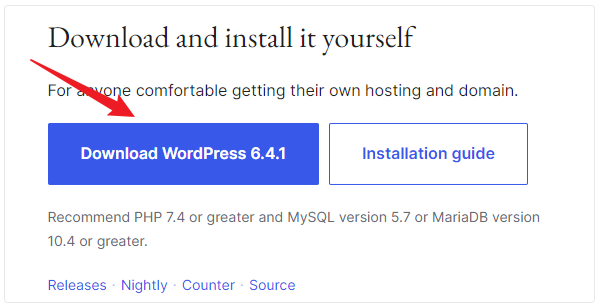 Download and install it yourself
For anyone comfortable getting their own hosting and domain.
Download WordPress 6.4.1
Installation guide
Recommend PHP 7.4 or greater and MySQL version 5.7 or MariaDB version
10.4 or greater.
Releases · Nightly · Counter · Source